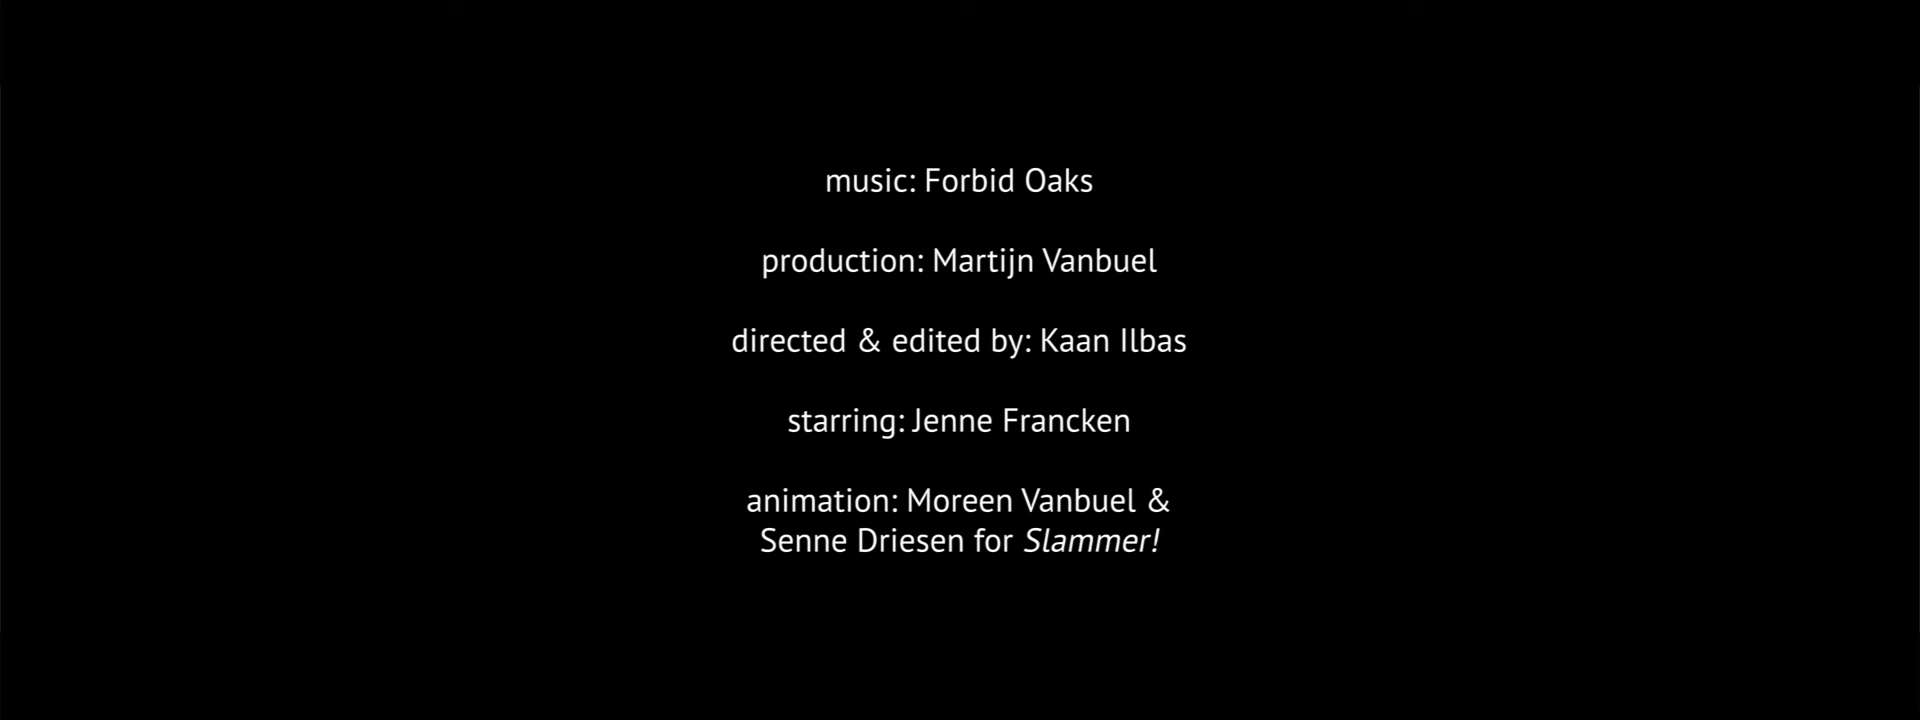 music: Forbid Oaks
production: Martijn Vanbuel
directed & edited by: Kaan Ilbas
starring: Jenne Francken
animation: Moreen Vanbuel &
Senne Driesen for Slammer!